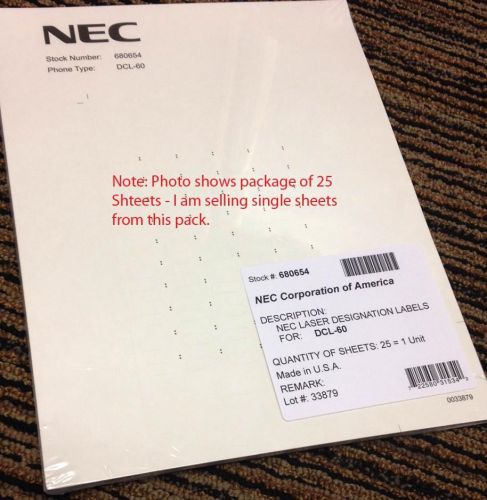 NEC
Stock Number: 680654
Phone Type: DCL-60
Note: Photo shows package of 25
Shteets - I am selling single sheets
from this pack.
Stock #: 680654
NEC Corporation of America
DESCRIPTION:
NEC LASER DESIGNATION LABELS
FOR: DCL-60
QUANTITY OF SHEETS: 25 = 1 Unit
Made in U.S.A.
REMARK:
Lot #: 33879
0033879